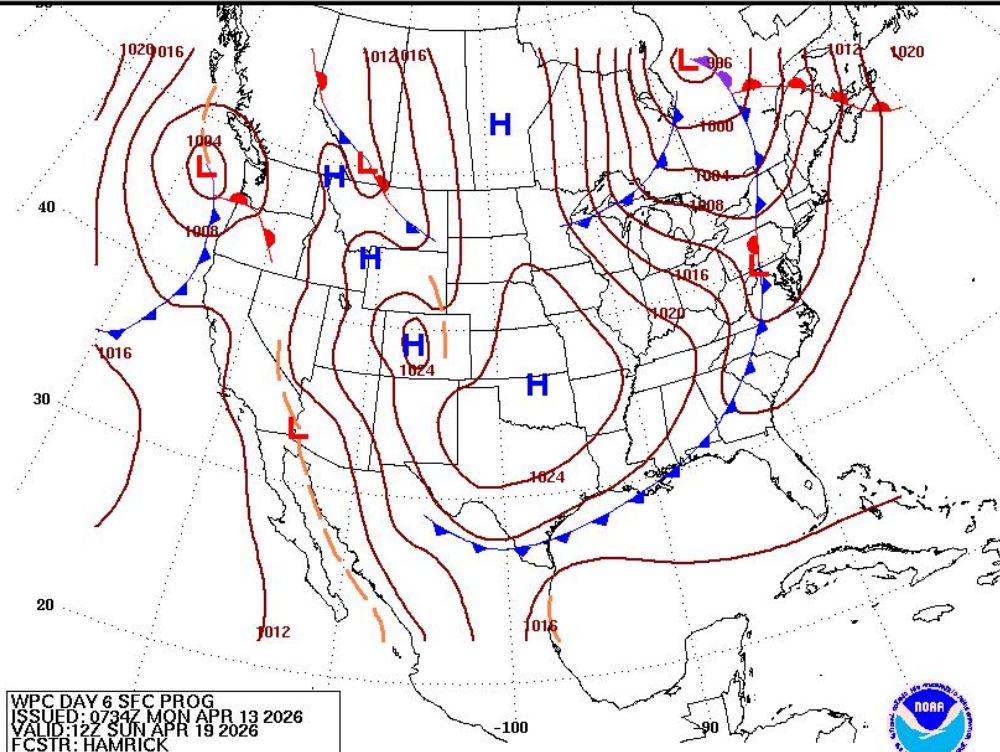 1020 1016
1012 1016
L 996
1012
1020
H
1000
1004
L
H
L
1004
40
1008
1008
H
L
1016
1020
1016
H
1024
H
30
L
1024
20
1012
1016
WPC DAY 6 SFC PROG
ISSUED: 0734Z MON APR 13 2026
VALID:12Z SUN APR 19 2026
FCSTR: HAMRICK
-100
-90
NOAA